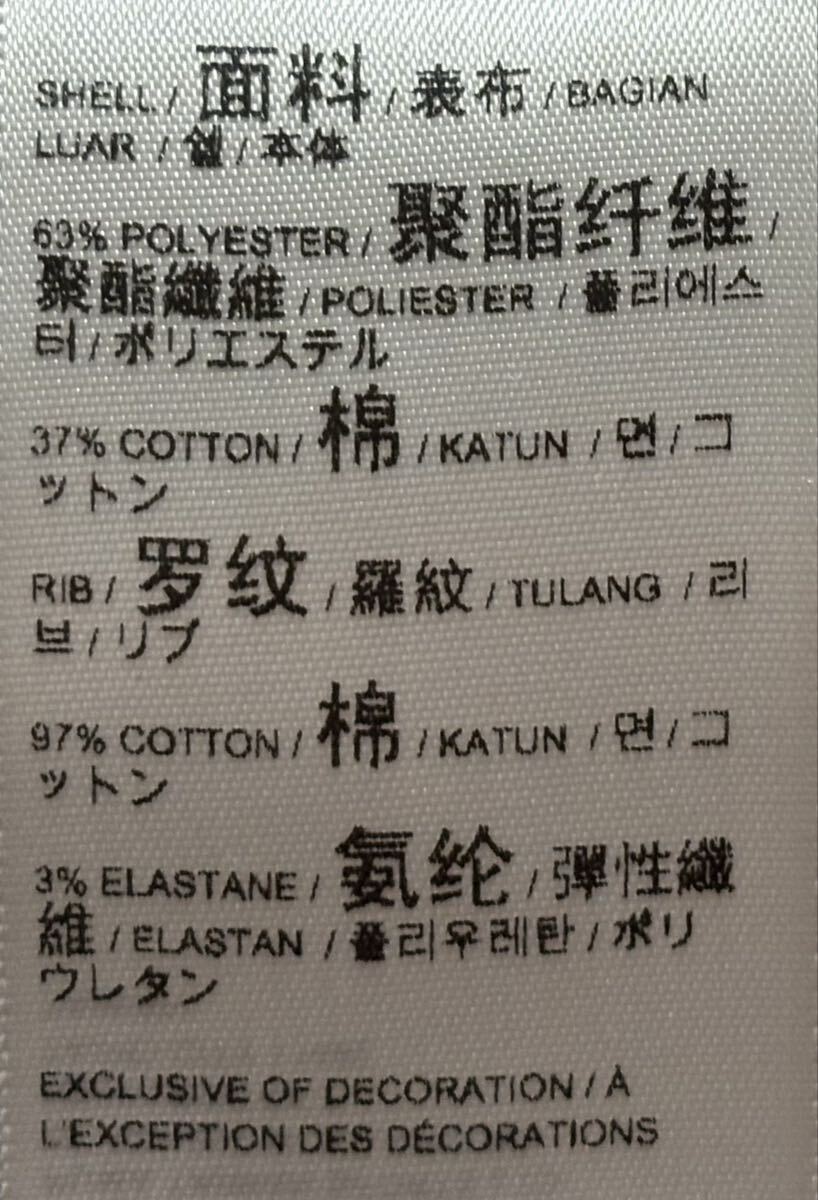 SHELL / 面料 / 表布 / BAGIAN
LUAR / 쉘 / 本体
63% POLYESTER / 聚酯纤维 /
聚酯纖維 / POLIESTER / 폴리에스
터 / ポリエステル
37% COTTON / 棉 / KATUN / 면 / コ
ットン
RIB / 罗纹 / 羅紋 / TULANG / 리
브 / リブ
97% COTTON / 棉 / KATUN / 면 / コ
ットン
3% ELASTANE / 氨纶 / 彈性纖
維 / ELASTAN / 폴리우레탄 / ポリ
ウレタン
EXCLUSIVE OF DECORATION / À
L'EXCEPTION DES DÉCORATIONS